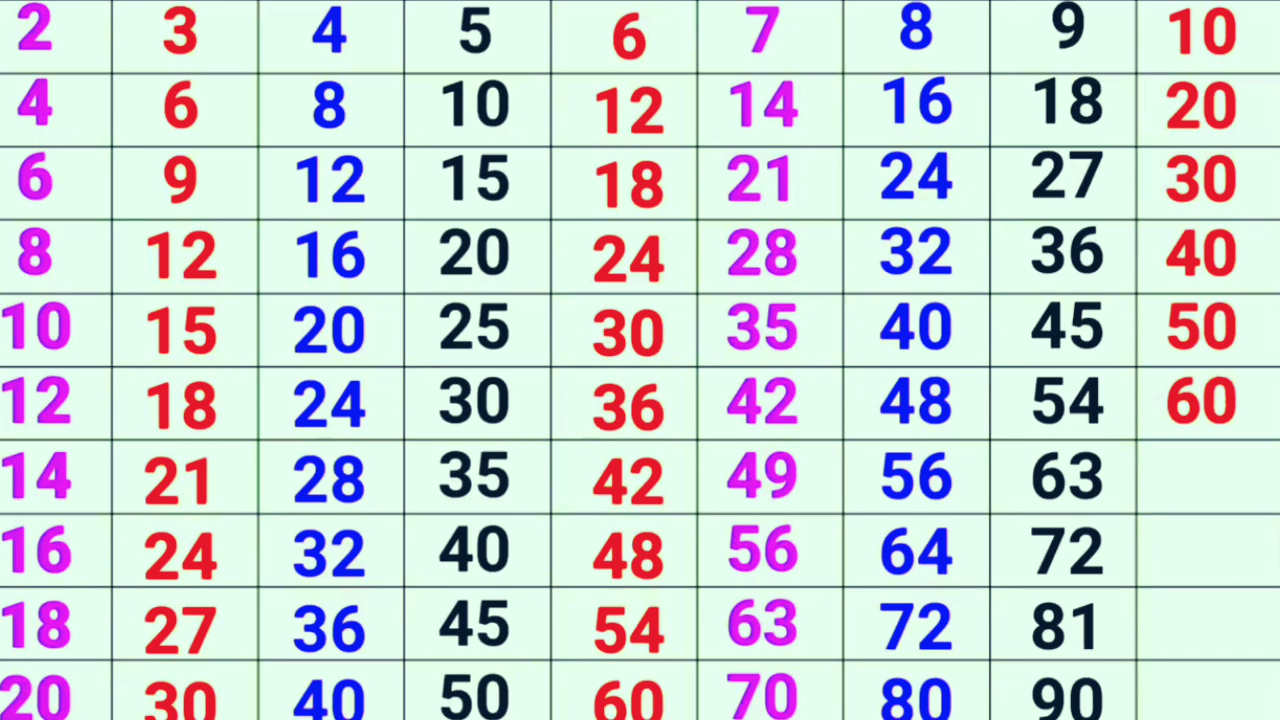 2 3 4 5 6 7 8 9 10
4 6 8 10 12 14 16 18 20
6 9 12 15 18 21 24 27 30
8 12 16 20 24 28 32 36 40
10 15 20 25 30 35 40 45 50
12 18 24 30 36 42 48 54 60
14 21 28 35 42 49 56 63
16 24 32 40 48 56 64 72
18 27 36 45 54 63 72 81
20 30 40 50 60 70 80 90